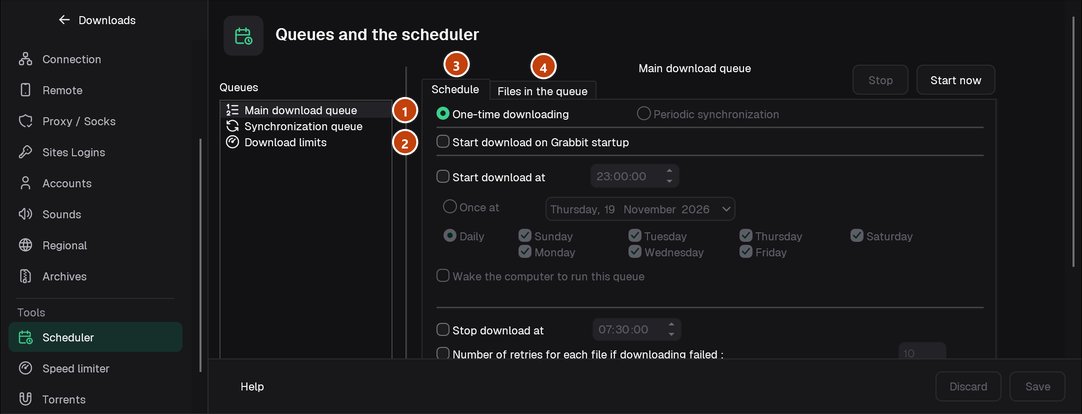 Downloads
Connection
Remote
Proxy / Socks
Sites Logins
Accounts
Sounds
Regional
Archives
Tools
Scheduler
Speed limiter
Torrents
Queues and the scheduler
Queues
Main download queue
Synchronization queue
Download limits
1
2
3
4
Main download queue
Stop
Start now
Schedule
Files in the queue
One-time downloading
Periodic synchronization
Start download on Grabbit startup
Start download at
23:00:00
Once at
Thursday, 19 November 2026
Daily
Sunday
Tuesday
Thursday
Saturday
Monday
Wednesday
Friday
Wake the computer to run this queue
Stop download at
07:30:00
Number of retries for each file if downloading failed :
10
Help
Discard
Save